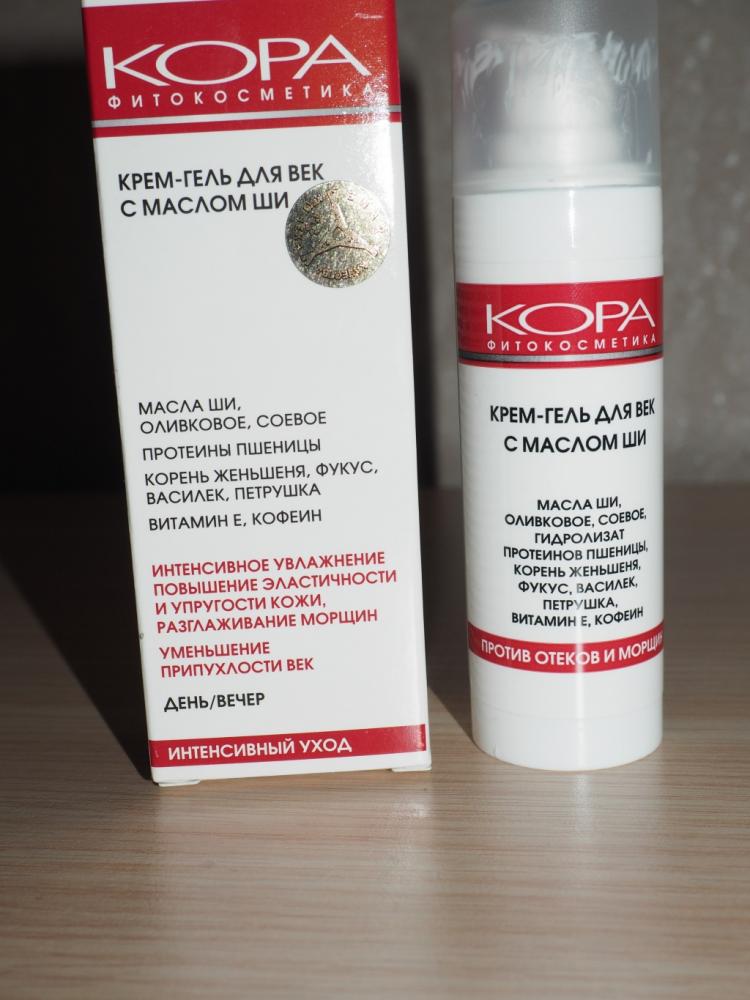 КОРА
ФИТОКОСМЕТИКА
КРЕМ-ГЕЛЬ ДЛЯ ВЕК
С МАСЛОМ ШИ
МАСЛА ШИ,
ОЛИВКОВОЕ, СОЕВОЕ
ПРОТЕИНЫ ПШЕНИЦЫ
КОРЕНЬ ЖЕНЬШЕНЯ, ФУКУС,
ВАСИЛЕК, ПЕТРУШКА
ВИТАМИН Е, КОФЕИН
ИНТЕНСИВНОЕ УВЛАЖНЕНИЕ
ПОВЫШЕНИЕ ЭЛАСТИЧНОСТИ
И УПРУГОСТИ КОЖИ,
РАЗГЛАЖИВАНИЕ МОРЩИН
УМЕНЬШЕНИЕ
ПРИПУХЛОСТИ ВЕК
ДЕНЬ/ВЕЧЕР
ИНТЕНСИВНЫЙ УХОД
КОРА
ФИТОКОСМЕТИКА
КРЕМ-ГЕЛЬ ДЛЯ ВЕК
С МАСЛОМ ШИ
МАСЛА ШИ,
ОЛИВКОВОЕ, СОЕВОЕ,
ГИДРОЛИЗАТ
ПРОТЕИНОВ ПШЕНИЦЫ,
КОРЕНЬ ЖЕНЬШЕНЯ,
ФУКУС, ВАСИЛЕК,
ПЕТРУШКА,
ВИТАМИН Е, КОФЕИН
ПРОТИВ ОТЕКОВ И МОРЩИН